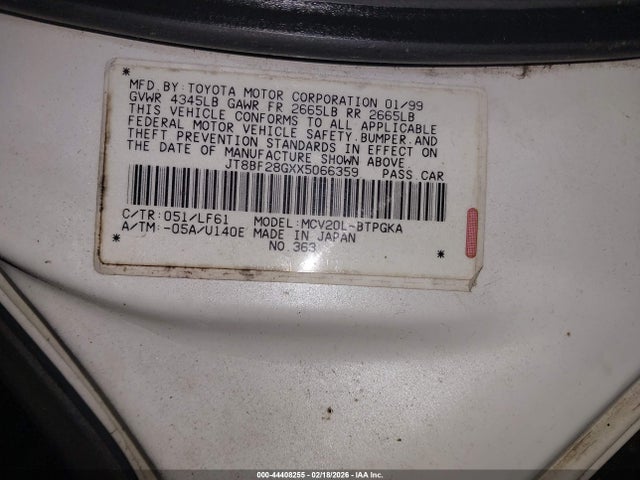 MFD.BY:TOYOTA MOTOR CORPORATION 01/99
GVWR 4345LB GAWR FR 2665LB RR 2665LB
THIS VEHICLE CONFORMS TO ALL APPLICABLE
FEDERAL MOTOR VEHICLE SAFETY,BUMPER,AND
THEFT PREVENTION STANDARDS IN EFFECT ON
THE DATE OF MANUFACTURE SHOWN ABOVE.
JT8BF28GXX5066359 PASS.CAR
C/TR:051/LF61 MODEL:MCV20L-BTPGKA
A/TM:-05A/U140E MADE IN JAPAN
NO.363
000-44408255 - 02/18/2026 - IAA Inc.